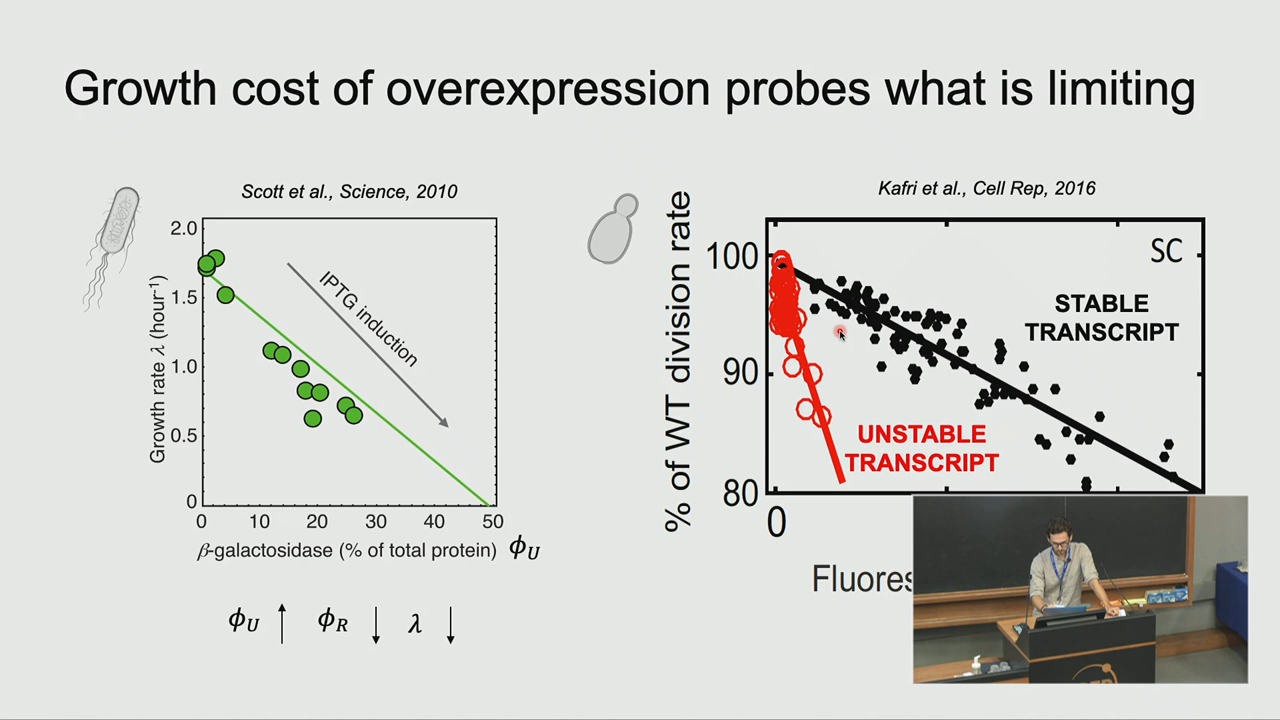 Growth cost of overexpression probes what is limiting
Scott et al., Science, 2010
Growth rate λ (hour⁻¹)
2.0
1.5
1.0
0.5
0
IPTG induction
0 10 20 30 40 50
β-galactosidase (% of total protein) ϕU
ϕU ↑ ϕR ↓ λ ↓
Kafri et al., Cell Rep, 2016
% of WT division rate
100
90
80
SC
STABLE
TRANSCRIPT
UNSTABLE
TRANSCRIPT
0
Fluores